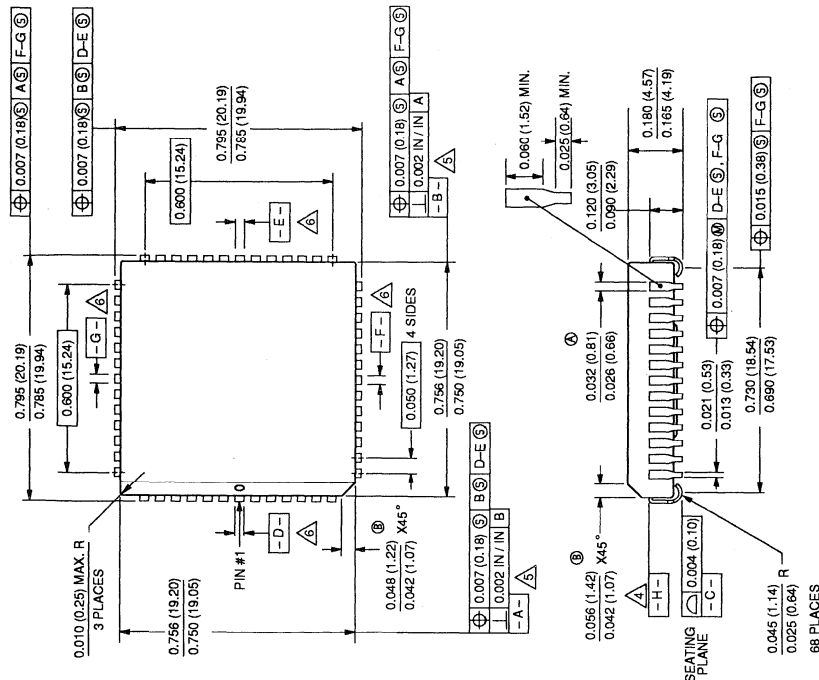 ⌖ 0.007 (0.18) Ⓢ A Ⓢ F-G Ⓢ
⌖ 0.007 (0.18) Ⓢ B Ⓢ D-E Ⓢ
0.795 (20.19)
0.785 (19.94)
0.600 (15.24)
-G-
6
0.795 (20.19)
0.785 (19.94)
0.600 (15.24)
-E-
6
⌖ 0.007 (0.18) Ⓢ A Ⓢ F-G Ⓢ
⊥ 0.002 IN / IN A
-B-
5
0.010 (0.25) MAX. R
3 PLACES
-F-
6
0.050 (1.27) 4 SIDES
0.756 (19.20)
0.750 (19.05)
PIN #1
-D-
6
0.756 (19.20)
0.750 (19.05)
Ⓑ
0.048 (1.22)
0.042 (1.07) X45°
⌖ 0.007 (0.18) Ⓢ B Ⓢ D-E Ⓢ
⊥ 0.002 IN / IN B
-A-
5
0.060 (1.52) MIN.
0.025 (0.64) MIN.
0.180 (4.57)
0.165 (4.19)
0.120 (3.05)
0.090 (2.29)
Ⓐ
0.032 (0.81)
0.026 (0.66)
0.021 (0.53)
0.013 (0.33)
⌖ 0.007 (0.18) Ⓜ D-E Ⓢ, F-G Ⓢ
0.730 (18.54)
0.690 (17.53)
⌖ 0.015 (0.38) Ⓢ F-G Ⓢ
Ⓑ
0.056 (1.42)
0.042 (1.07) X45°
4
-H-
⌓ 0.004 (0.10)
-C-
SEATING
PLANE
0.045 (1.14)
0.025 (0.64) R
68 PLACES